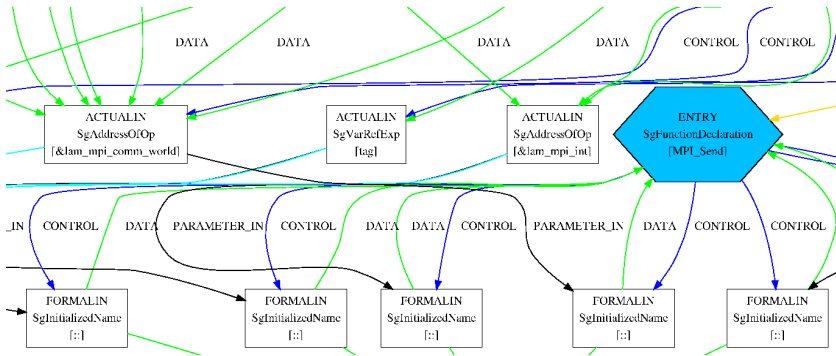 DATA DATA DATA DATA CONTROL CONTROL
ACTUALIN
SgAddressOfOp
[&lam_mpi_comm_world]
ACTUALIN
SgVarRefExp
[tag]
ACTUALIN
SgAddressOfOp
[&lam_mpi_int]
ENTRY
SgFunctionDeclaration
[MPI_Send]
_IN CONTROL DATA PARAMETER_IN CONTROL DATA DATA CONTROL PARAMETER_IN DATA CONTROL CONTROL
FORMALIN
SgInitializedName
[::]
FORMALIN
SgInitializedName
[::]
FORMALIN
SgInitializedName
[::]
FORMALIN
SgInitializedName
[::]
FORMALIN
SgInitializedName
[::]